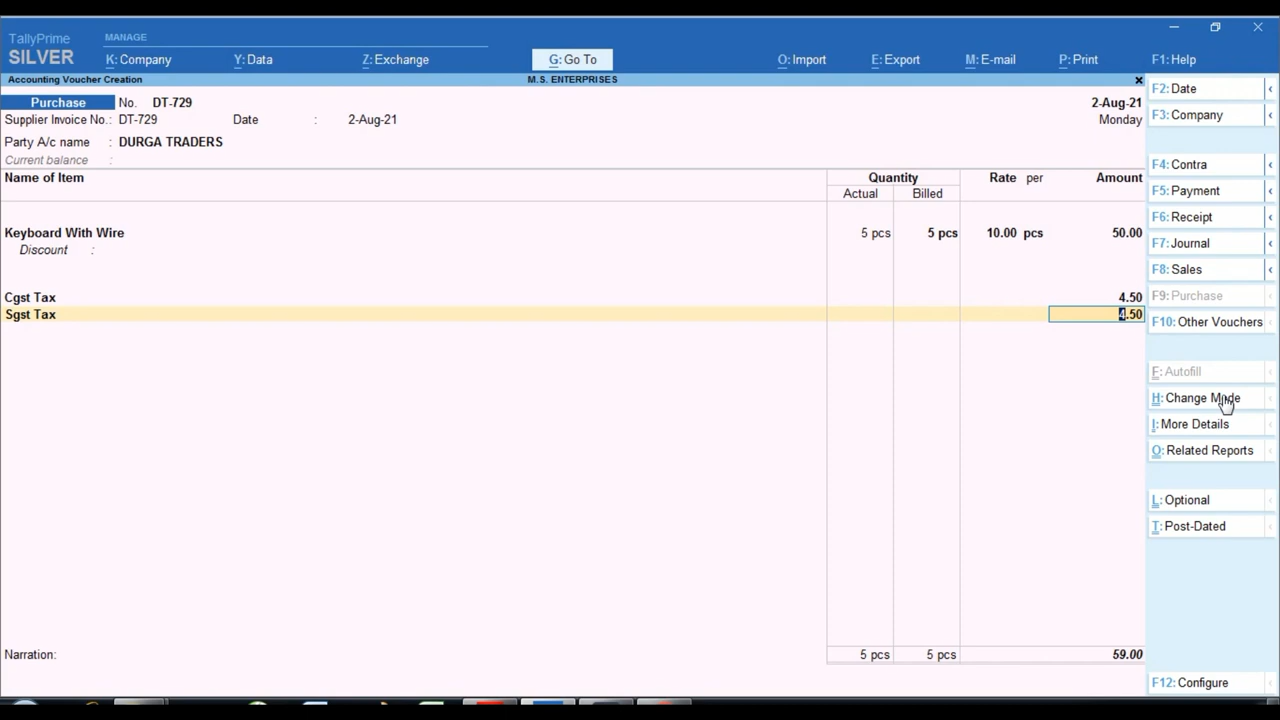 TallyPrime
SILVER
MANAGE
K: Company
Y: Data
Z: Exchange
G: Go To
O: Import
E: Export
M: E-mail
P: Print
F1: Help
Accounting Voucher Creation
M.S. ENTERPRISES
Purchase No. DT-729 2-Aug-21
Supplier Invoice No.: DT-729 Date : 2-Aug-21 Monday
Party A/c name : DURGA TRADERS
Current balance :
Name of Item Quantity Rate per Amount
Actual Billed
Keyboard With Wire 5 pcs 5 pcs 10.00 pcs 50.00
Discount :
Cgst Tax 4.50
Sgst Tax 4.50
Narration: 5 pcs 5 pcs 59.00
F2: Date
F3: Company
F4: Contra
F5: Payment
F6: Receipt
F7: Journal
F8: Sales
F9: Purchase
F10: Other Vouchers
F: Autofill
H: Change Mode
I: More Details
O: Related Reports
L: Optional
T: Post-Dated
F12: Configure